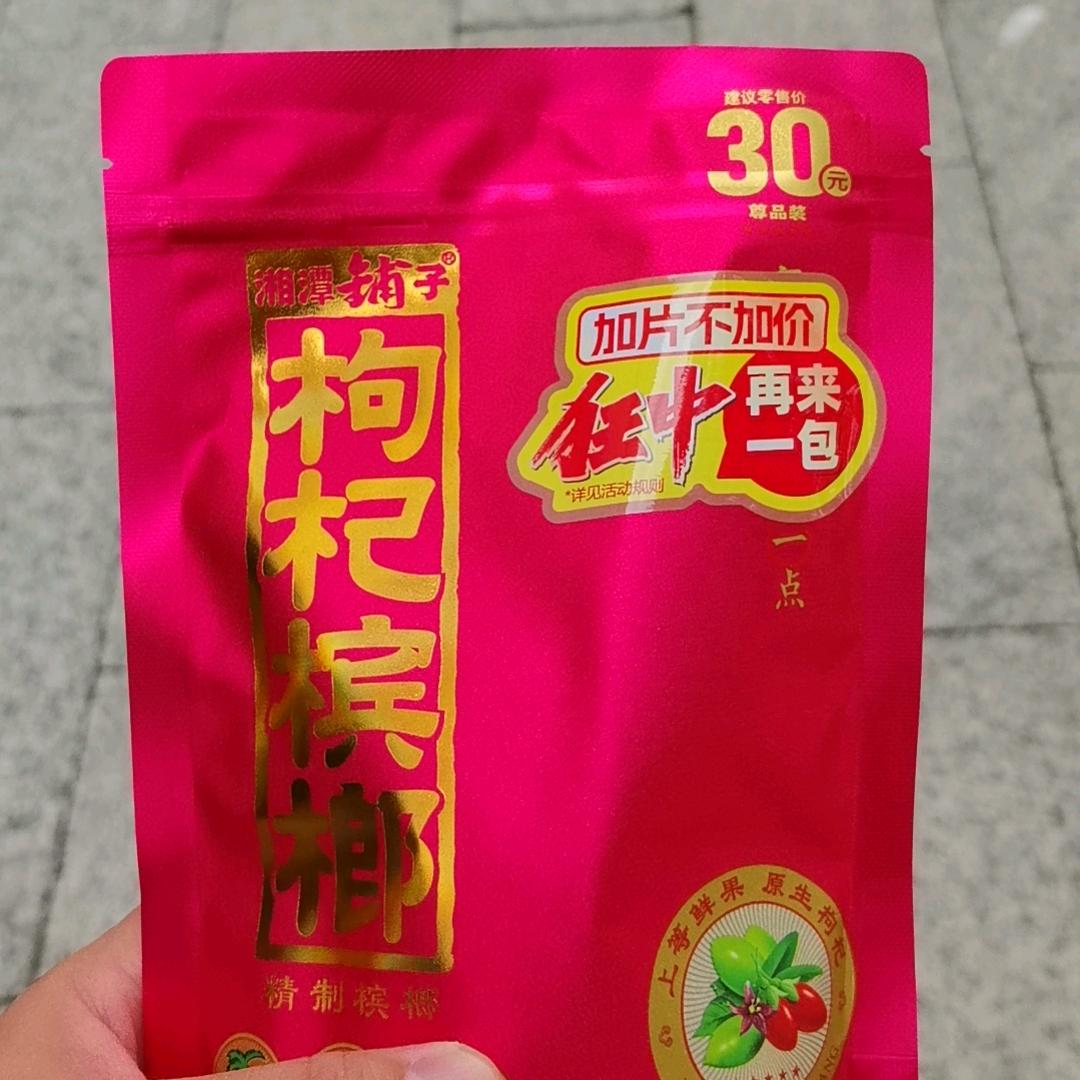 建议零售价
30元
尊品装
湘潭铺子
枸杞槟榔
精制槟榔
加片不加价
狂中
再来
一包
*详见活动规则
一点
上等鲜果 原生枸杞